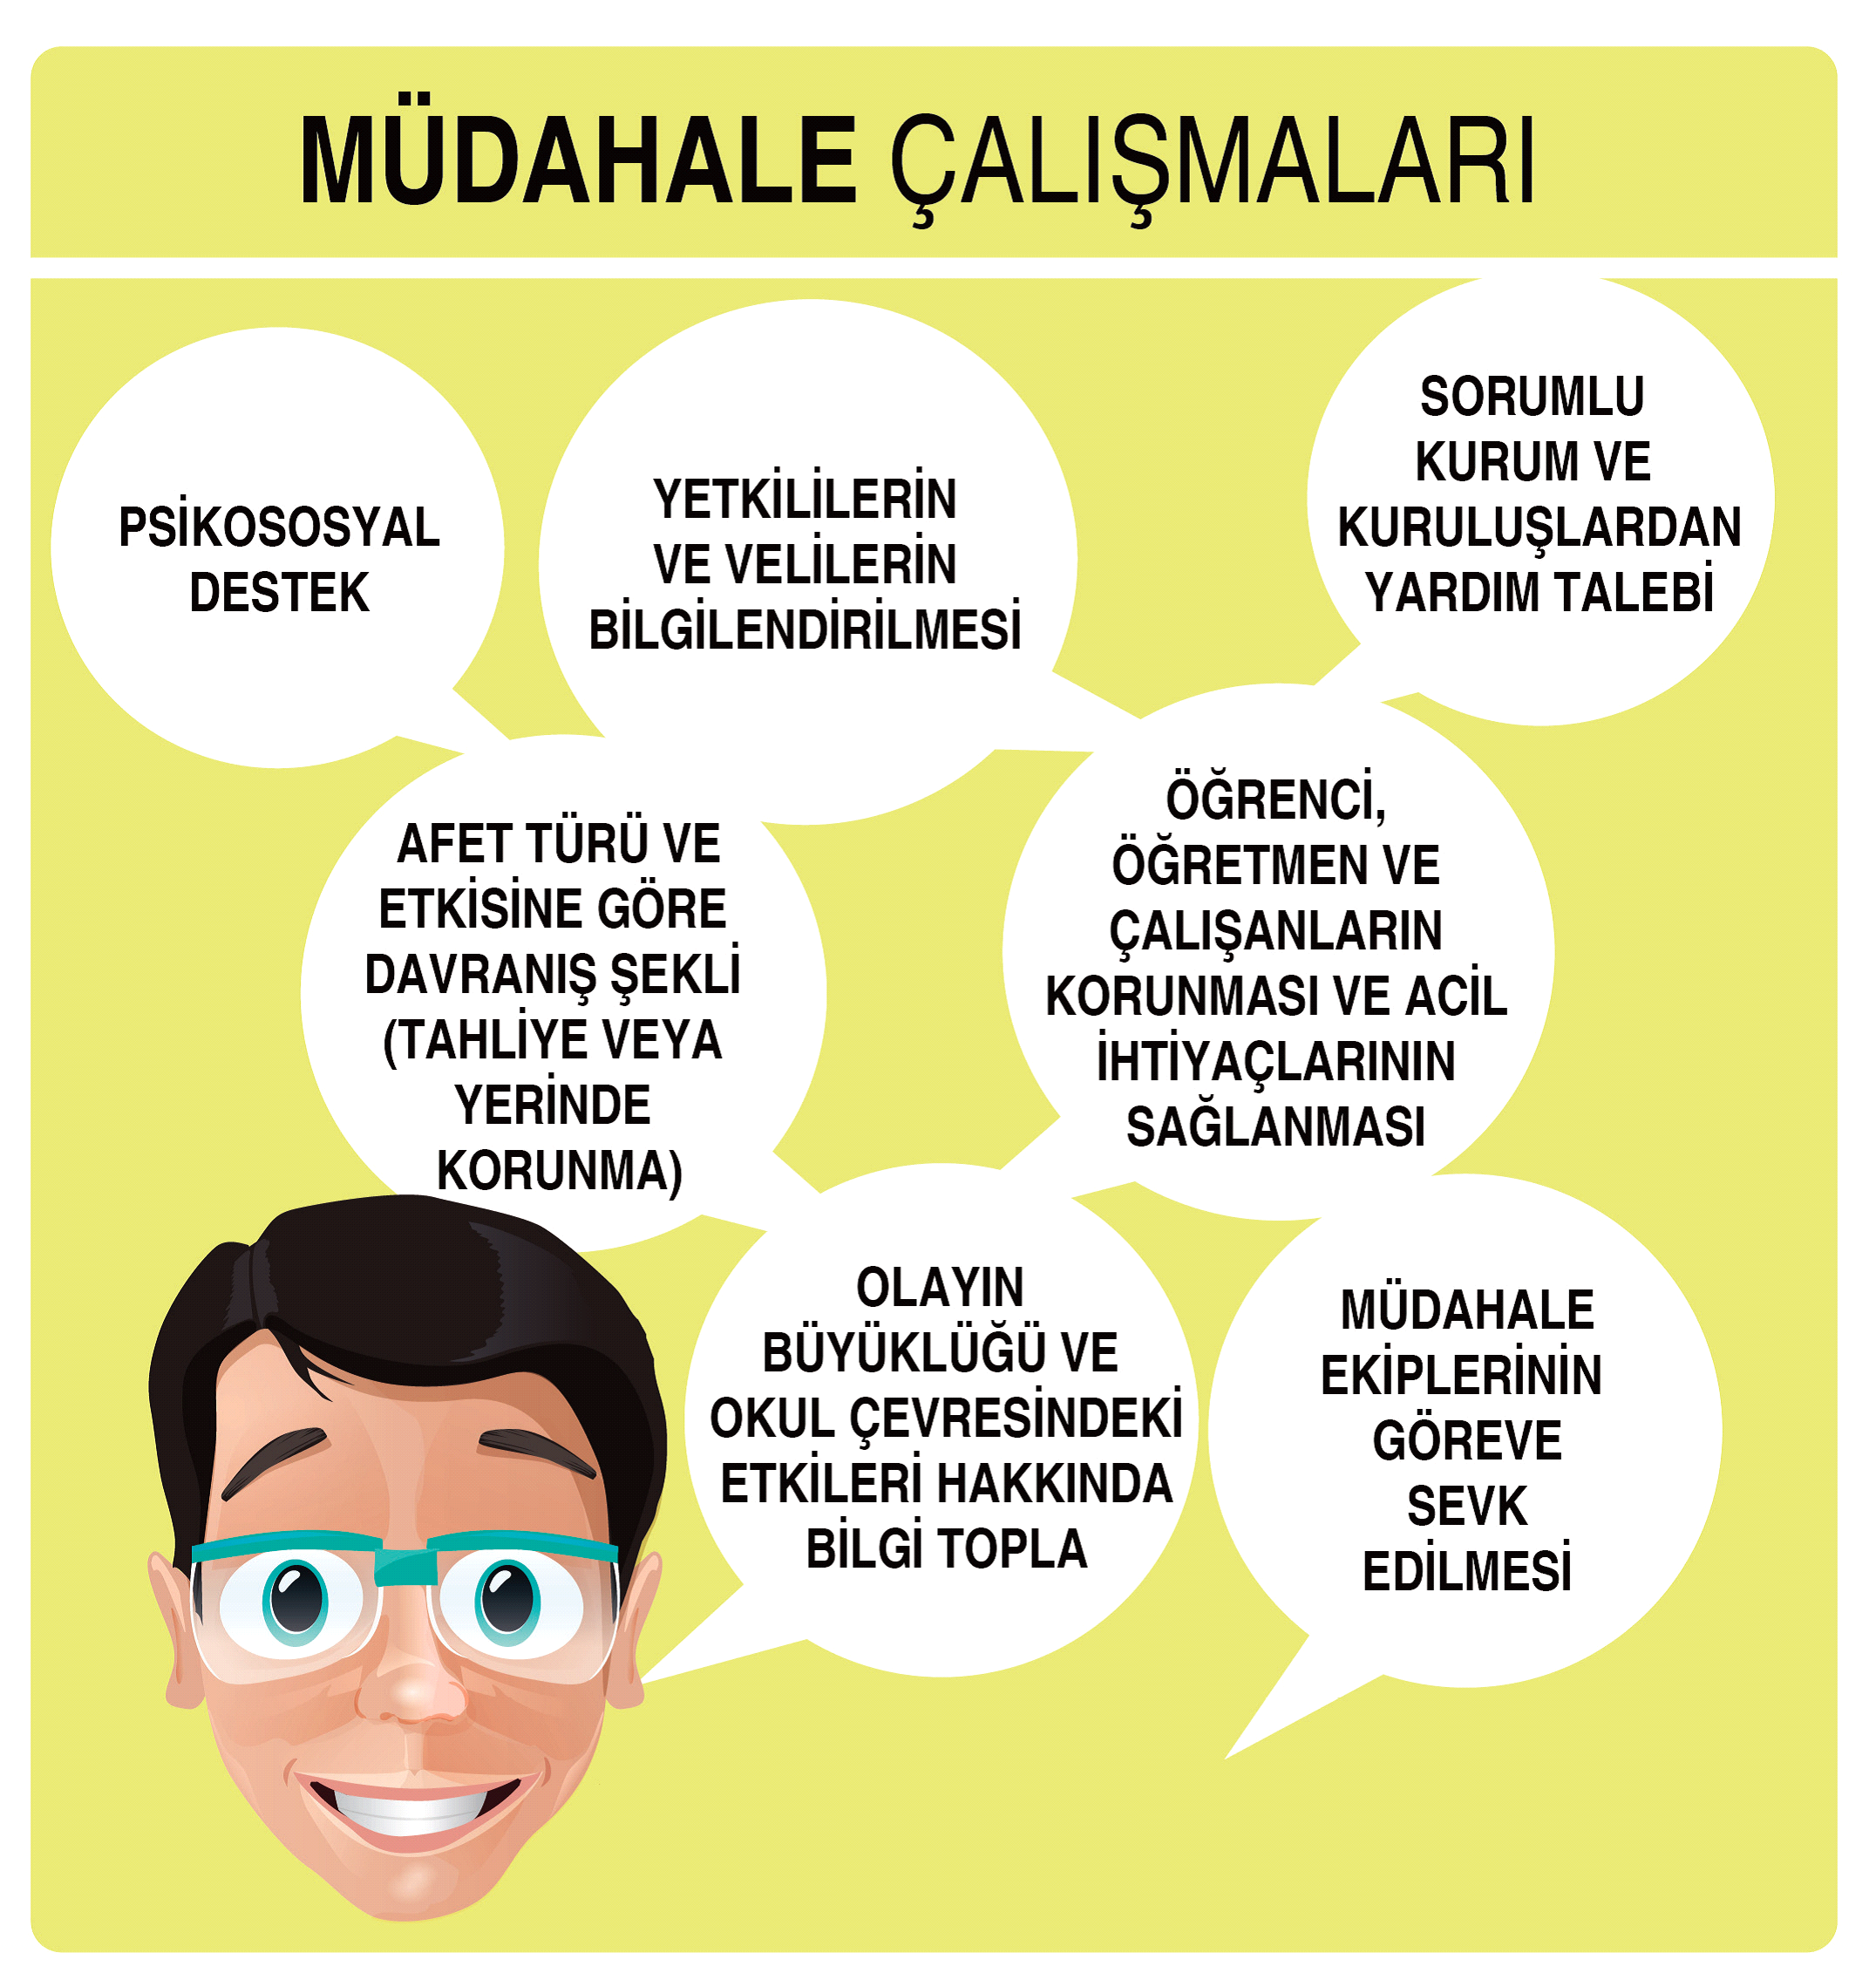 MÜDAHALE ÇALIŞMALARI
PSİKOSOSYAL
DESTEK
YETKİLİLERİN
VE VELİLERİN
BİLGİLENDİRİLMESİ
SORUMLU
KURUM VE
KURULUŞLARDAN
YARDIM TALEBİ
AFET TÜRÜ VE
ETKİSİNE GÖRE
DAVRANIŞ ŞEKLİ
(TAHLİYE VEYA
YERİNDE
KORUNMA)
ÖĞRENCİ,
ÖĞRETMEN VE
ÇALIŞANLARIN
KORUNMASI VE ACİL
İHTİYAÇLARININ
SAĞLANMASI
OLAYIN
BÜYÜKLÜĞÜ VE
OKUL ÇEVRESİNDEKİ
ETKİLERİ HAKKINDA
BİLGİ TOPLA
MÜDAHALE
EKİPLERİNİN
GÖREVE
SEVK
EDİLMESİ